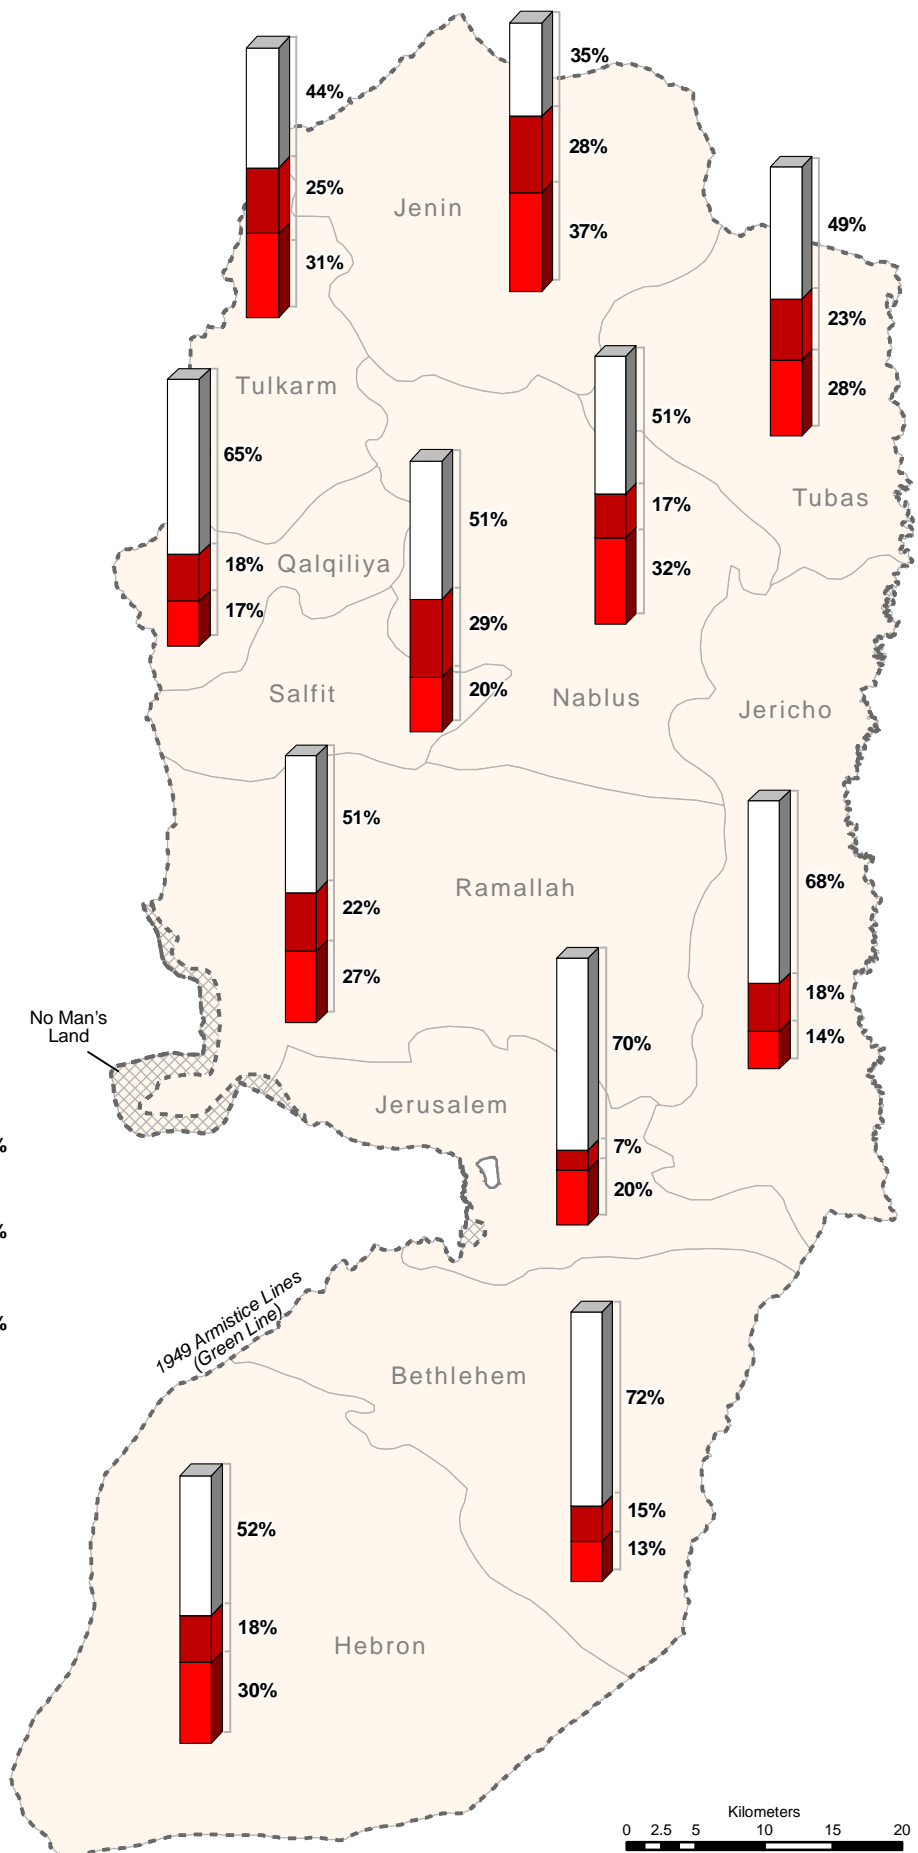 35%
44%
28%
25%
Jenin
49%
37%
31%
23%
Tulkarm
28%
51%
65%
Tubas
17%
51%
18%
Qalqiliya
32%
17%
29%
20%
Salfit
Nablus
Jericho
51%
68%
Ramallah
22%
27%
18%
No Man's
Land
14%
70%
Jerusalem
%
7%
20%
%
1949 Armistice Lines
(Green Line)
%
Bethlehem
72%
15%
52%
13%
18%
Hebron
30%
Kilometers
0 2.5 5 10 15 20